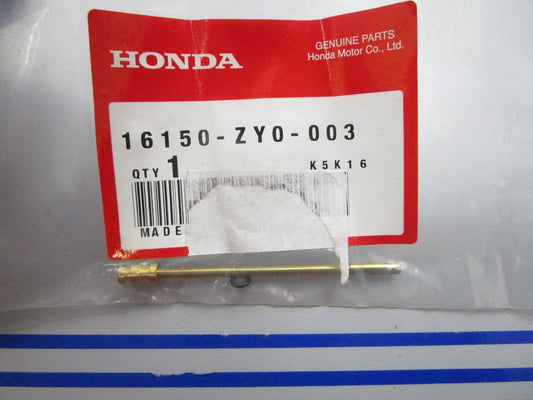 HONDA
GENUINE PARTS
Honda Motor Co., Ltd.
16150-ZY0-003
QTY 1
K5K16
MADE